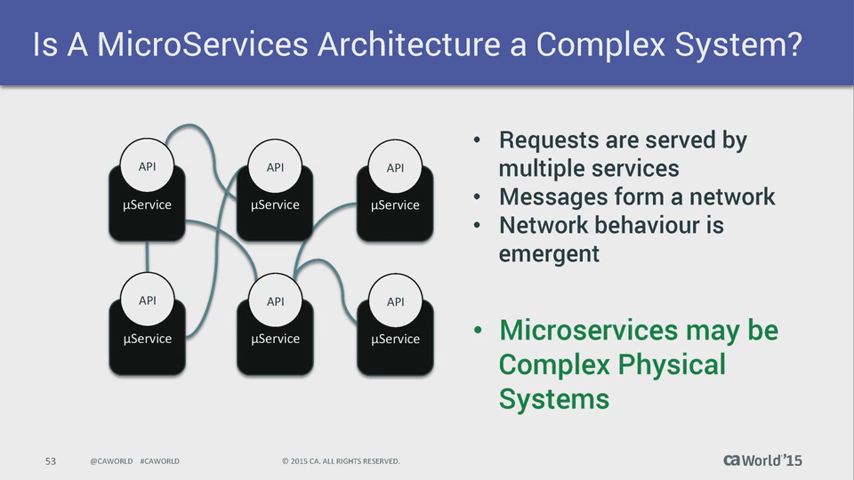 Is A MicroServices Architecture a Complex System?
API
API
API
µService
µService
µService
API
API
API
µService
µService
µService
• Requests are served by
multiple services
• Messages form a network
• Network behaviour is
emergent
• Microservices may be
Complex Physical
Systems
53
@CAWORLD #CAWORLD
© 2015 CA. ALL RIGHTS RESERVED.
ca World '15